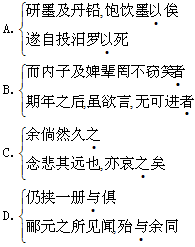 A. 研墨及丹铅,饱饮墨以俟
遂自投汨罗以死
B. 而内子及婢辈罔不窃笑者
期年之后,虽欲言,无可进者
C. 余倘然久之
念悲其远也,亦哀之矣
D. 仍挟一册与俱
郦元之所见闻,殆与余同